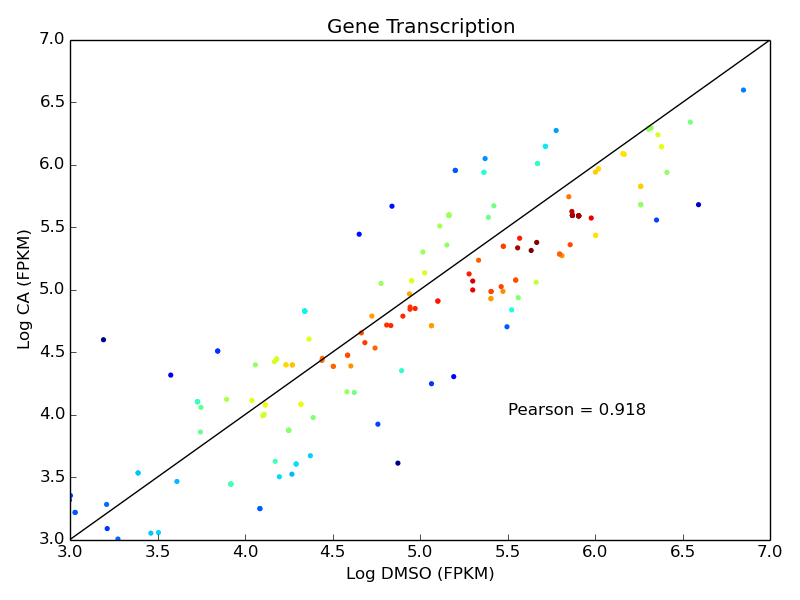 Gene Transcription
7.0
6.5
6.0
5.5
5.0
4.5
4.0
3.5
3.0
Log CA (FPKM)
Pearson = 0.918
3.0 3.5 4.0 4.5 5.0 5.5 6.0 6.5 7.0
Log DMSO (FPKM)